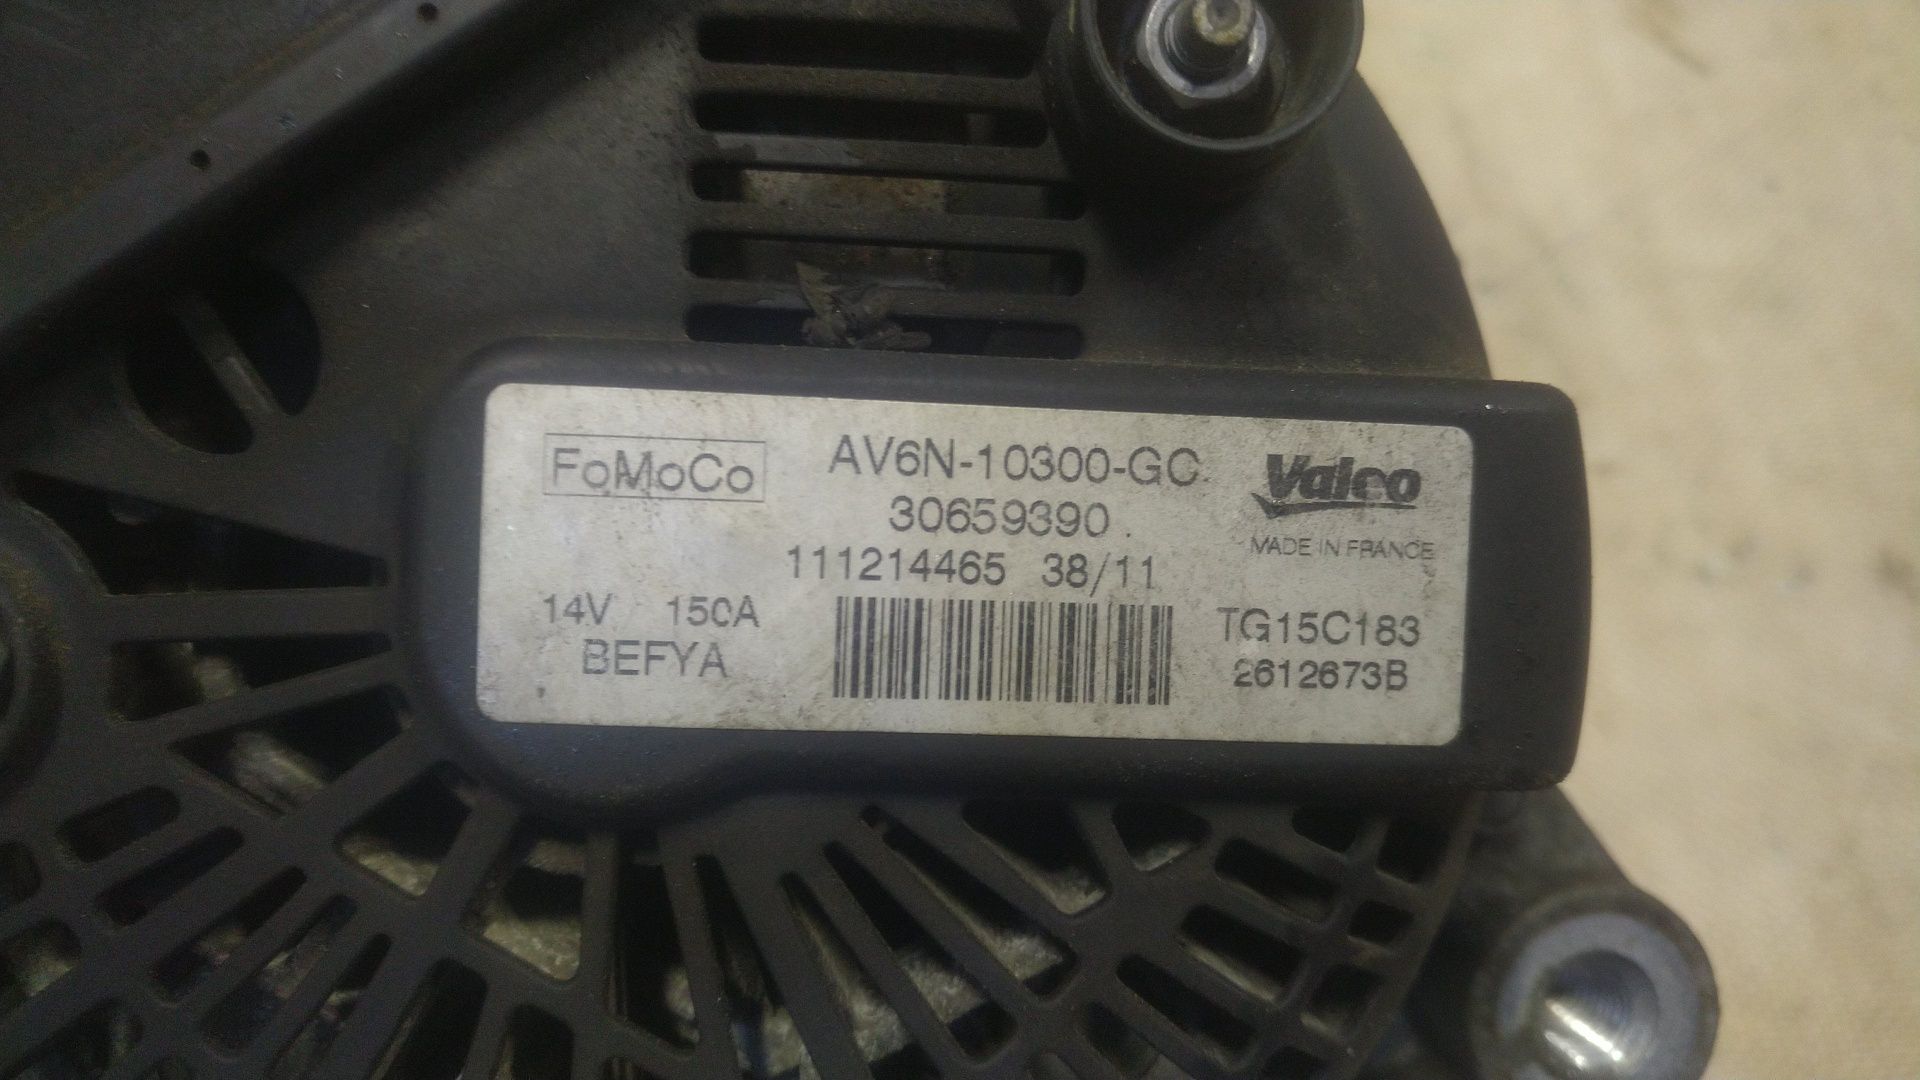 FoMoCo AV6N-10300-GC Valeo
30659390
MADE IN FRANCE
111214465 38/11
14V 150A TG15C183
BEFYA 2612673B